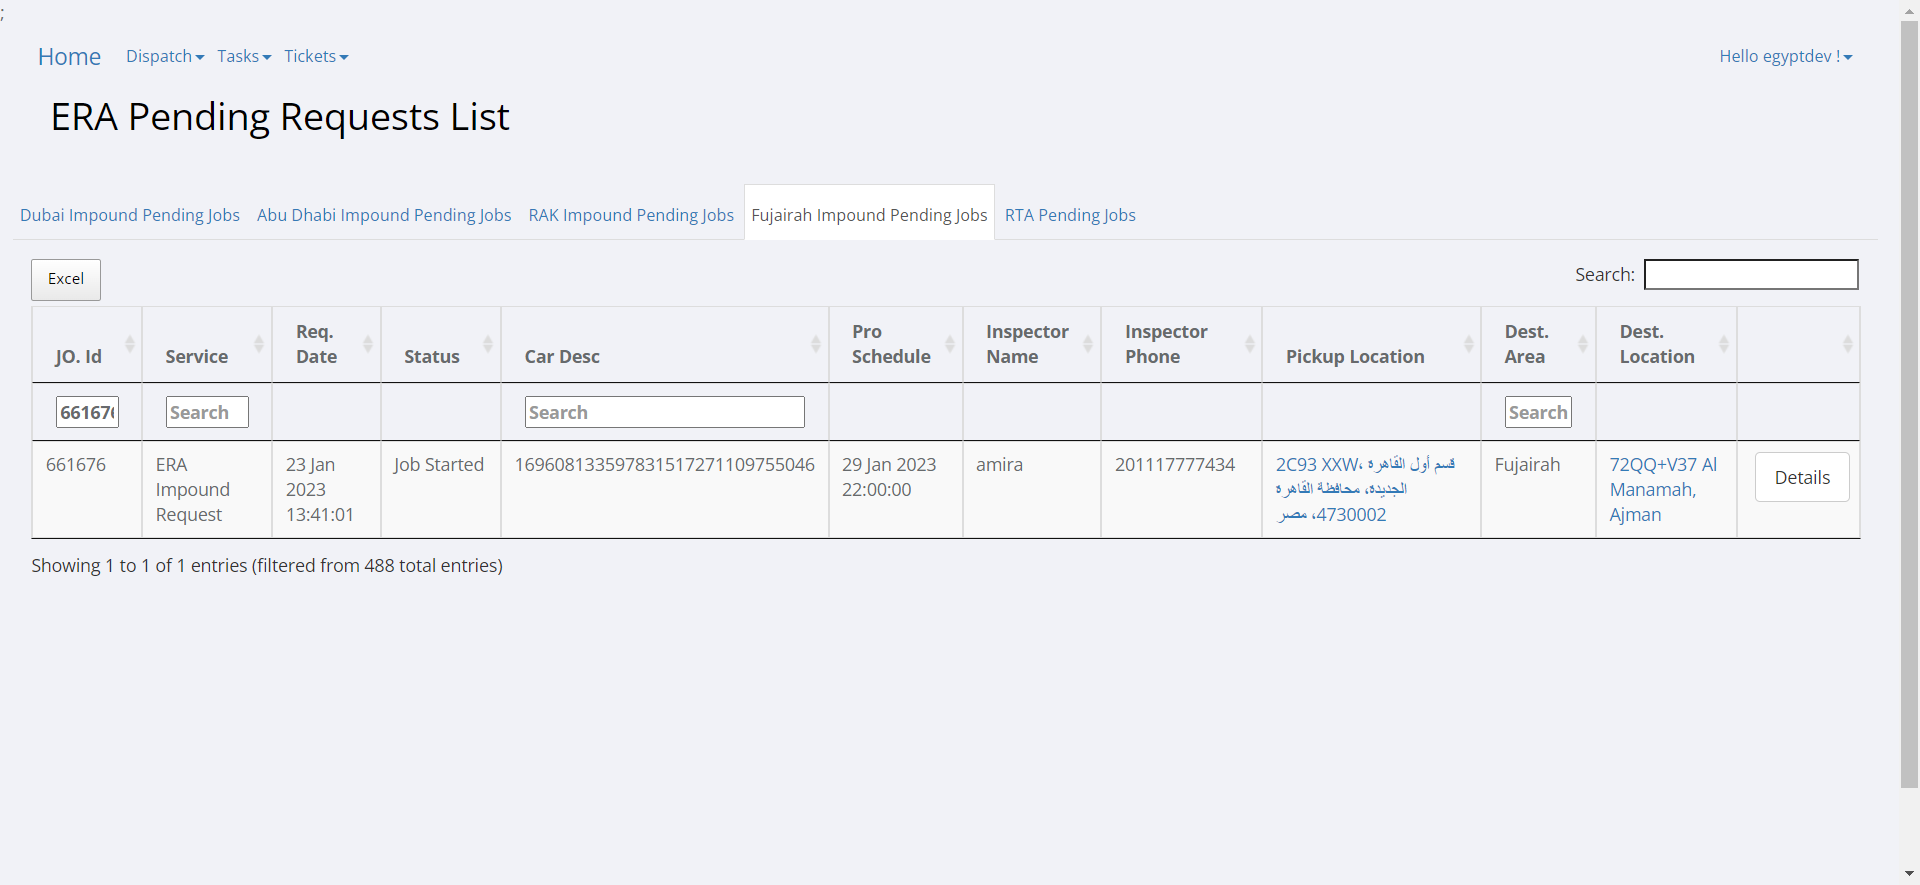 ;
Home Dispatch Tasks Tickets Hello egyptdev !
ERA Pending Requests List
Dubai Impound Pending Jobs Abu Dhabi Impound Pending Jobs RAK Impound Pending Jobs Fujairah Impound Pending Jobs RTA Pending Jobs
Excel Search:
JO. Id Service Req. Date Status Car Desc Pro Schedule Inspector Name Inspector Phone Pickup Location Dest. Area Dest. Location
661676 Search Search Search
661676
ERA
Impound
Request
23 Jan
2023
13:41:01
Job Started
16960813359783151727110975​5046
29 Jan 2023
22:00:00
amira
201117777434
2C93 XXW، قسم أول القاهرة
الجديدة، محافظة القاهرة
4730002، مصر
Fujairah
72QQ+V37 Al
Manamah,
Ajman
Details
Showing 1 to 1 of 1 entries (filtered from 488 total entries)